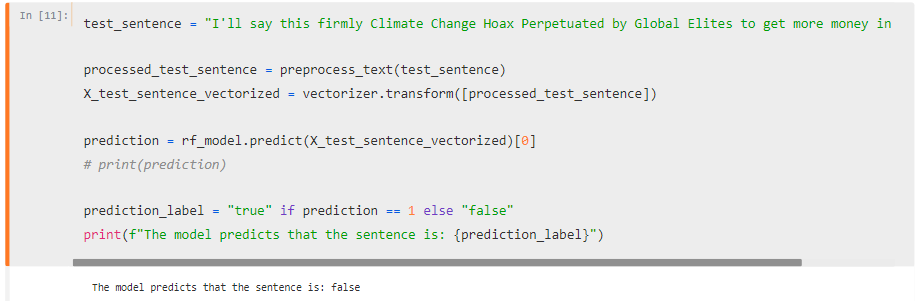 In [11]:
test_sentence = "I'll say this firmly Climate Change Hoax Perpetuated by Global Elites to get more money in
processed_test_sentence = preprocess_text(test_sentence)
X_test_sentence_vectorized = vectorizer.transform([processed_test_sentence])
prediction = rf_model.predict(X_test_sentence_vectorized)[0]
# print(prediction)
prediction_label = "true" if prediction == 1 else "false"
print(f"The model predicts that the sentence is: {prediction_label}")
The model predicts that the sentence is: false